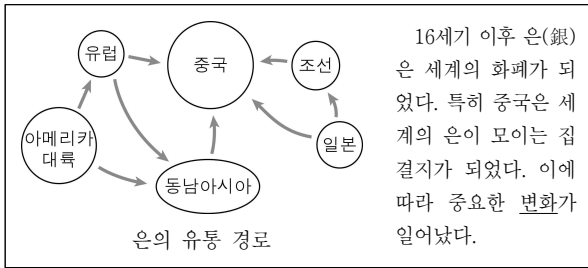 유럽
중국
조선
아메리카
대륙
일본
동남아시아
은의 유통 경로
16세기 이후 은(銀)
은 세계의 화폐가 되
었다. 특히 중국은 세
계의 은이 모이는 집
결지가 되었다. 이에
따라 중요한 변화가
일어났다.